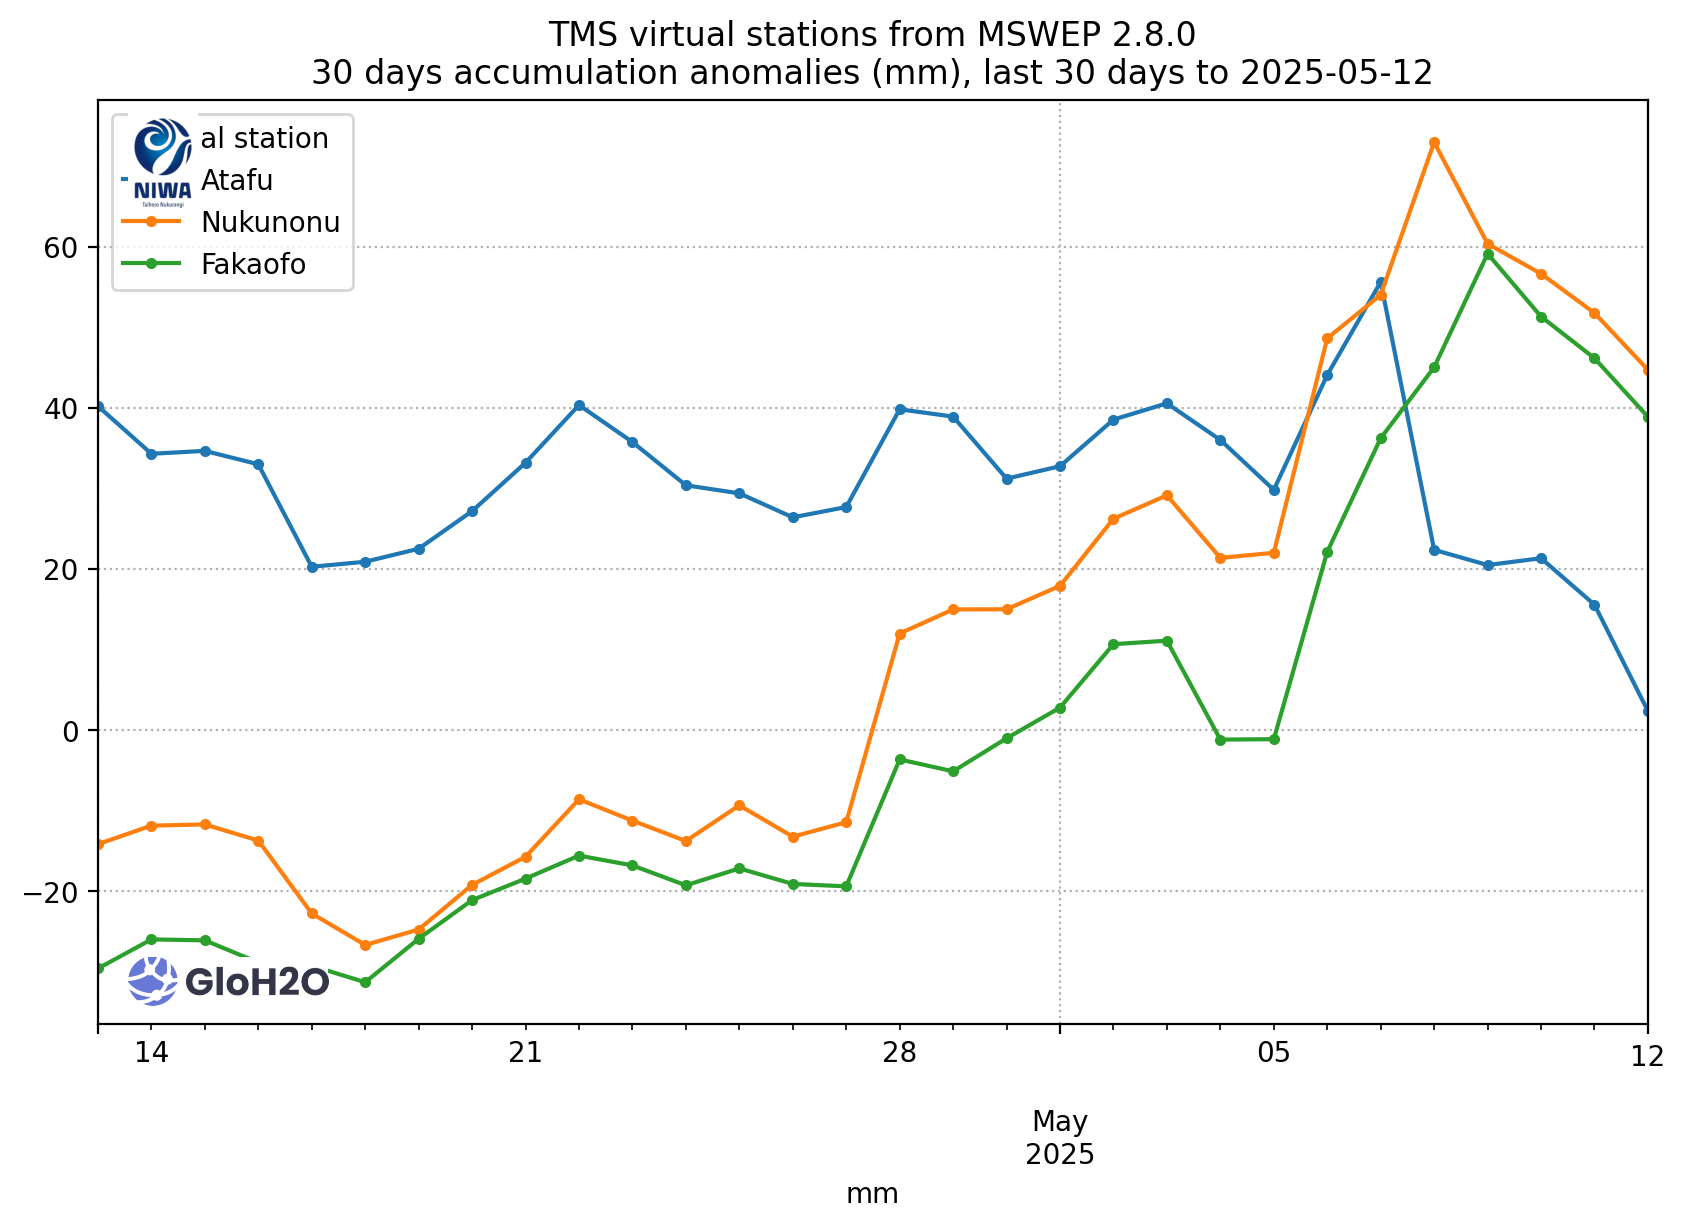 TMS virtual stations from MSWEP 2.8.0
30 days accumulation anomalies (mm), last 30 days to 2025-05-12
al station
Atafu
Nukunonu
Fakaofo
NIWA
Taihoro Nukurangi
60
40
20
0
−20
GloH2O
14
21
28
05
12
May
2025
mm